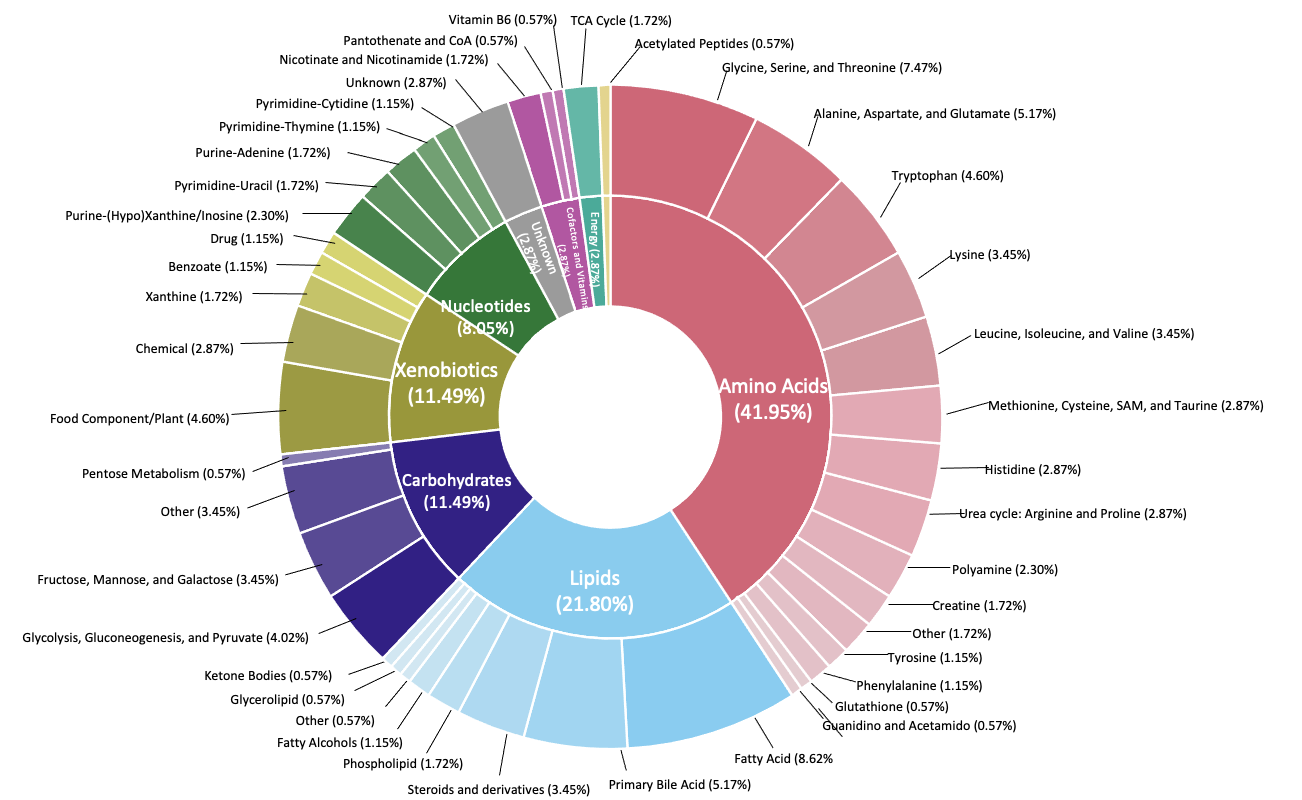 Vitamin B6 (0.57%)
TCA Cycle (1.72%)
Pantothenate and CoA (0.57%)
Acetylated Peptides (0.57%)
Nicotinate and Nicotinamide (1.72%)
Glycine, Serine, and Threonine (7.47%)
Unknown (2.87%)
Pyrimidine-Cytidine (1.15%)
Alanine, Aspartate, and Glutamate (5.17%)
Pyrimidine-Thymine (1.15%)
Purine-Adenine (1.72%)
Tryptophan (4.60%)
Pyrimidine-Uracil (1.72%)
Purine-(Hypo)Xanthine/Inosine (2.30%)
Drug (1.15%)
Lysine (3.45%)
Benzoate (1.15%)
Xanthine (1.72%)
Leucine, Isoleucine, and Valine (3.45%)
Chemical (2.87%)
Methionine, Cysteine, SAM, and Taurine (2.87%)
Food Component/Plant (4.60%)
Histidine (2.87%)
Pentose Metabolism (0.57%)
Other (3.45%)
Urea cycle: Arginine and Proline (2.87%)
Polyamine (2.30%)
Fructose, Mannose, and Galactose (3.45%)
Creatine (1.72%)
Other (1.72%)
Glycolysis, Gluconeogenesis, and Pyruvate (4.02%)
Tyrosine (1.15%)
Ketone Bodies (0.57%)
Phenylalanine (1.15%)
Glycerolipid (0.57%)
Glutathione (0.57%)
Other (0.57%)
Guanidino and Acetamido (0.57%)
Fatty Alcohols (1.15%)
Fatty Acid (8.62%
Phospholipid (1.72%)
Primary Bile Acid (5.17%)
Steroids and derivatives (3.45%)
Unknown
(2.87%)
Cofactors and Vitamins
(2.87%)
Energy (2.87%)
Nucleotides
(8.05%)
Xenobiotics
(11.49%)
Amino Acids
(41.95%)
Carbohydrates
(11.49%)
Lipids
(21.80%)